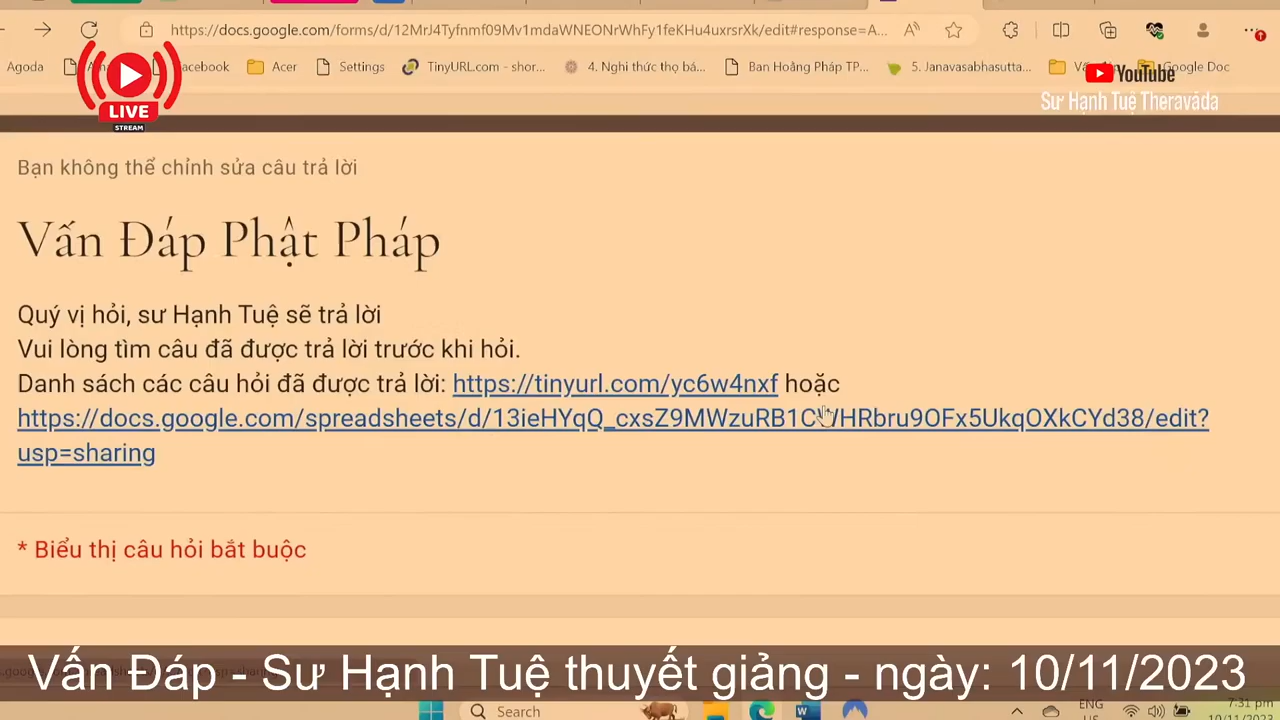 https://docs.google.com/forms/d/12MrJ4Tyfnmf09Mv1mdaWNEONrWhFy1feKHu4uxrsrXk/edit#response=A...
Agoda
Facebook
Acer
Settings
TinyURL.com - shor...
4. Nghi thức thọ bá...
Ban Hoằng Pháp TP...
5. Janavasabhasutta...
Google Doc
LIVE
STREAM
YouTube
Sư Hạnh Tuệ Theravāda
Bạn không thể chỉnh sửa câu trả lời
Vấn Đáp Phật Pháp
Quý vị hỏi, sư Hạnh Tuệ sẽ trả lời
Vui lòng tìm câu đã được trả lời trước khi hỏi.
Danh sách các câu hỏi đã được trả lời: https://tinyurl.com/yc6w4nxf hoặc
https://docs.google.com/spreadsheets/d/13ieHYqQ_cxsZ9MWzuRB1CWHRbru9OFx5UkqOXkCYd38/edit?
usp=sharing
* Biểu thị câu hỏi bắt buộc
Vấn Đáp - Sư Hạnh Tuệ thuyết giảng - ngày: 10/11/2023
Search
ENG
7:31 pm